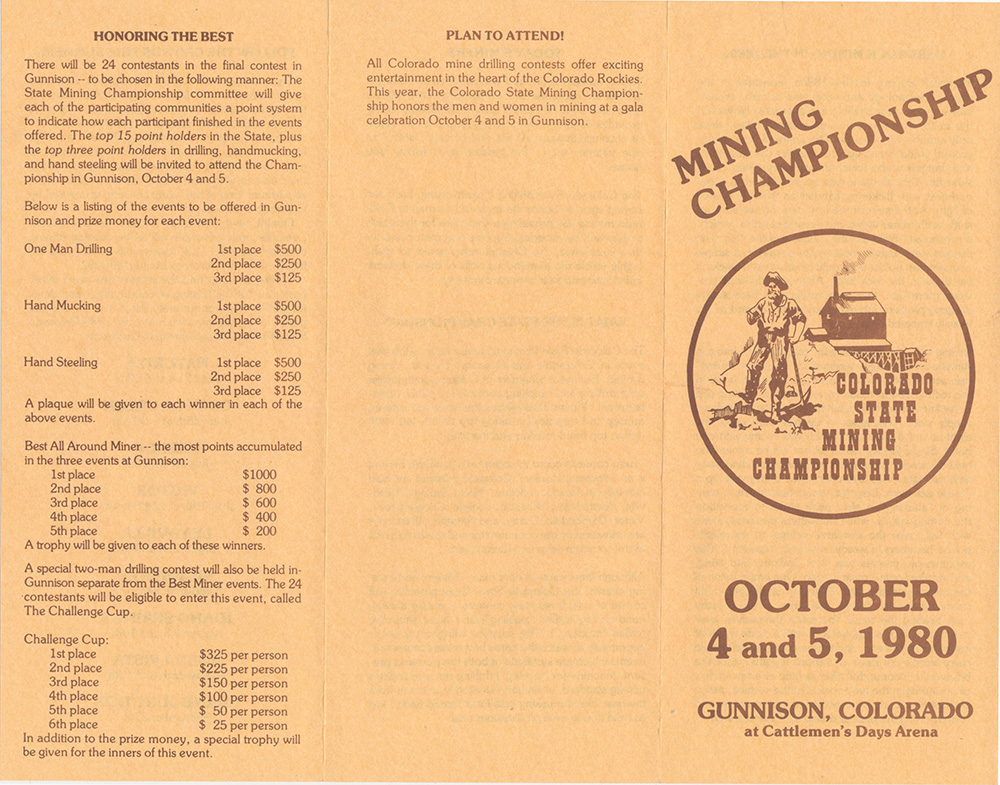 HONORING THE BEST
There will be 24 contestants in the final contest in
Gunnison -- to be chosen in the following manner: The
State Mining Championship committee will give
each of the participating communities a point system
to indicate how each participant finished in the events
offered. The top 15 point holders in the State, plus
the top three point holders in drilling, handmucking,
and hand steeling will be invited to attend the Cham-
pionship in Gunnison, October 4 and 5.
Below is a listing of the events to be offered in Gun-
nison and prize money for each event:
One Man Drilling 1st place $500
2nd place $250
3rd place $125
Hand Mucking 1st place $500
2nd place $250
3rd place $125
Hand Steeling 1st place $500
2nd place $250
3rd place $125
A plaque will be given to each winner in each of the
above events.
Best All Around Miner -- the most points accumulated
in the three events at Gunnison:
1st place $1000
2nd place $ 800
3rd place $ 600
4th place $ 400
5th place $ 200
A trophy will be given to each of these winners.
A special two-man drilling contest will also be held in-
Gunnison separate from the Best Miner events. The 24
contestants will be eligible to enter this event, called
The Challenge Cup.
Challenge Cup:
1st place $325 per person
2nd place $225 per person
3rd place $150 per person
4th place $100 per person
5th place $ 50 per person
6th place $ 25 per person
In addition to the prize money, a special trophy will
be given for the inners of this event.
PLAN TO ATTEND!
All Colorado mine drilling contests offer exciting
entertainment in the heart of the Colorado Rockies.
This year, the Colorado State Mining Champion-
ship honors the men and women in mining at a gala
celebration October 4 and 5 in Gunnison.
MINING
CHAMPIONSHIP
COLORADO
STATE
MINING
CHAMPIONSHIP
OCTOBER
4 and 5, 1980
GUNNISON, COLORADO
at Cattlemen's Days Arena